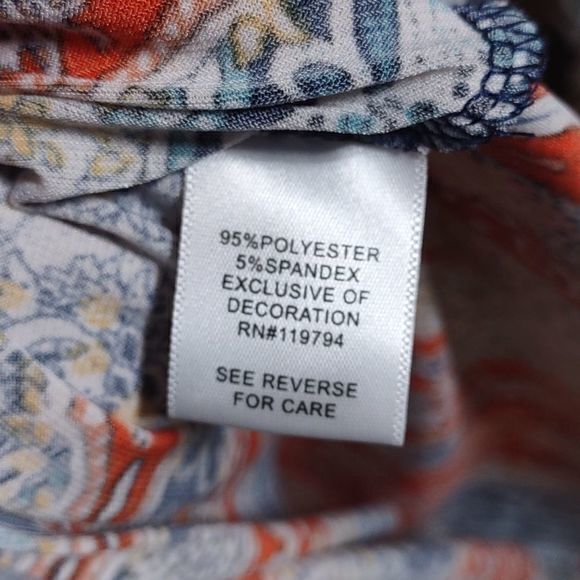 95%POLYESTER
5%SPANDEX
EXCLUSIVE OF
DECORATION
RN#119794
SEE REVERSE
FOR CARE